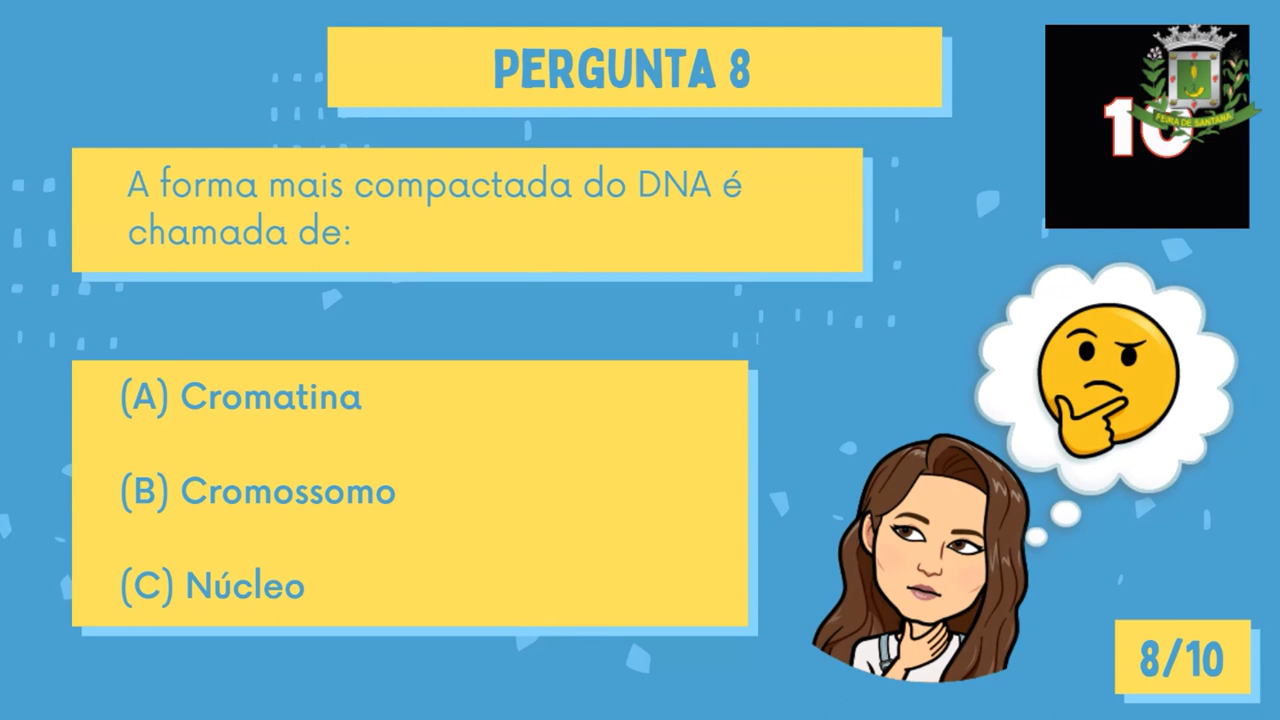 PERGUNTA 8
10
FEIRA DE SANTANA
A forma mais compactada do DNA é
chamada de:
(A) Cromatina
(B) Cromossomo
(C) Núcleo
8/10